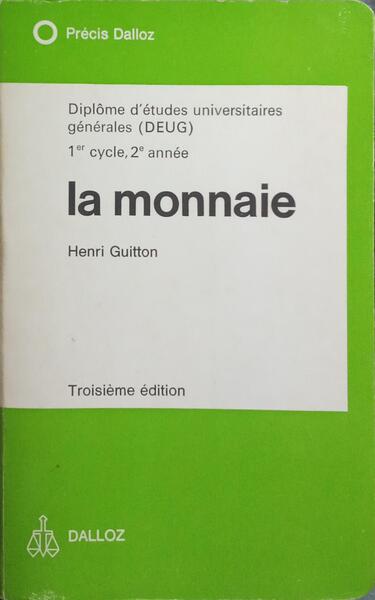 Précis Dalloz
Diplôme d'études universitaires
générales (DEUG)
1er cycle, 2e année
la monnaie
Henri Guitton
Troisième édition
DALLOZ